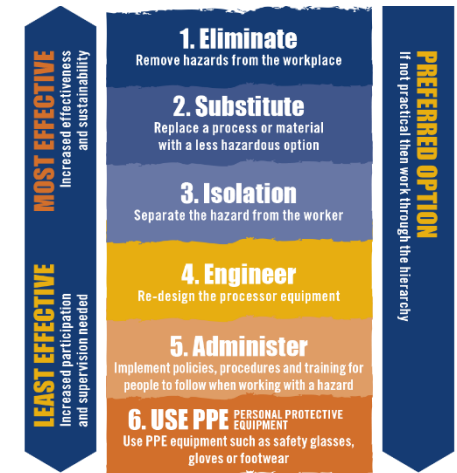 MOST EFFECTIVE
Increased effectiveness
and sustainability
LEAST EFFECTIVE
Increased participation
and supervision needed
1. Eliminate
Remove hazards from the workplace
2. Substitute
Replace a process or material
with a less hazardous option
3. Isolation
Separate the hazard from the worker
4. Engineer
Re-design the processor equipment
5. Administer
Implement policies, procedures and training for
people to follow when working with a hazard
6. USE PPE PERSONAL PROTECTIVE
EQUIPMENT
Use PPE equipment such as safety glasses,
gloves or footwear
PREFERRED OPTION
If not practical then work through the hierarchy